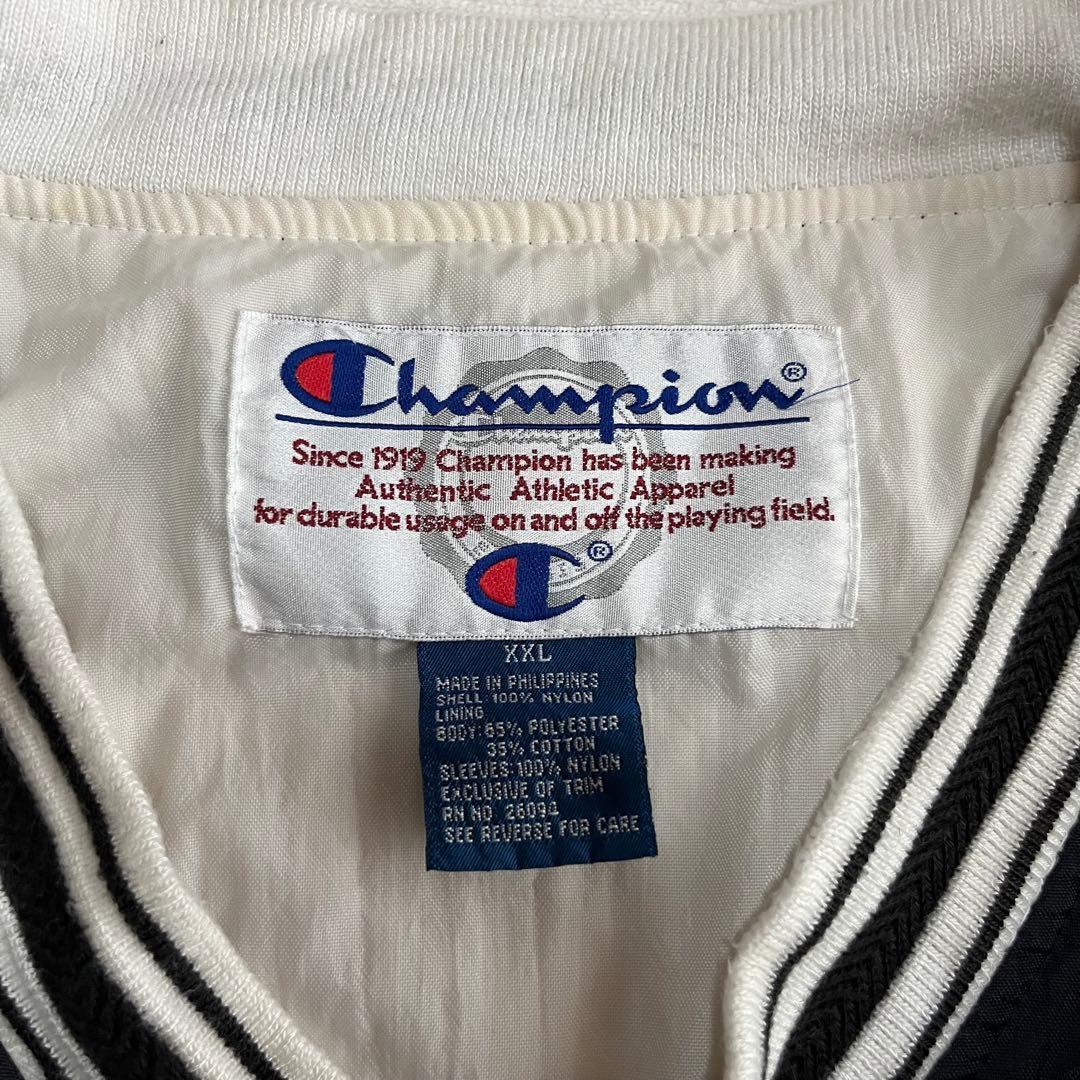 Champion®
Champion
Since 1919 Champion has been making
Authentic Athletic Apparel
for durable usage on and off the playing field.
®
XXL
MADE IN PHILIPPINES
SHELL:100% NYLON
LINING
BODY:65% POLYESTER
35% COTTON
SLEEVES:100% NYLON
EXCLUSIVE OF TRIM
RN NO 26094
SEE REVERSE FOR CARE